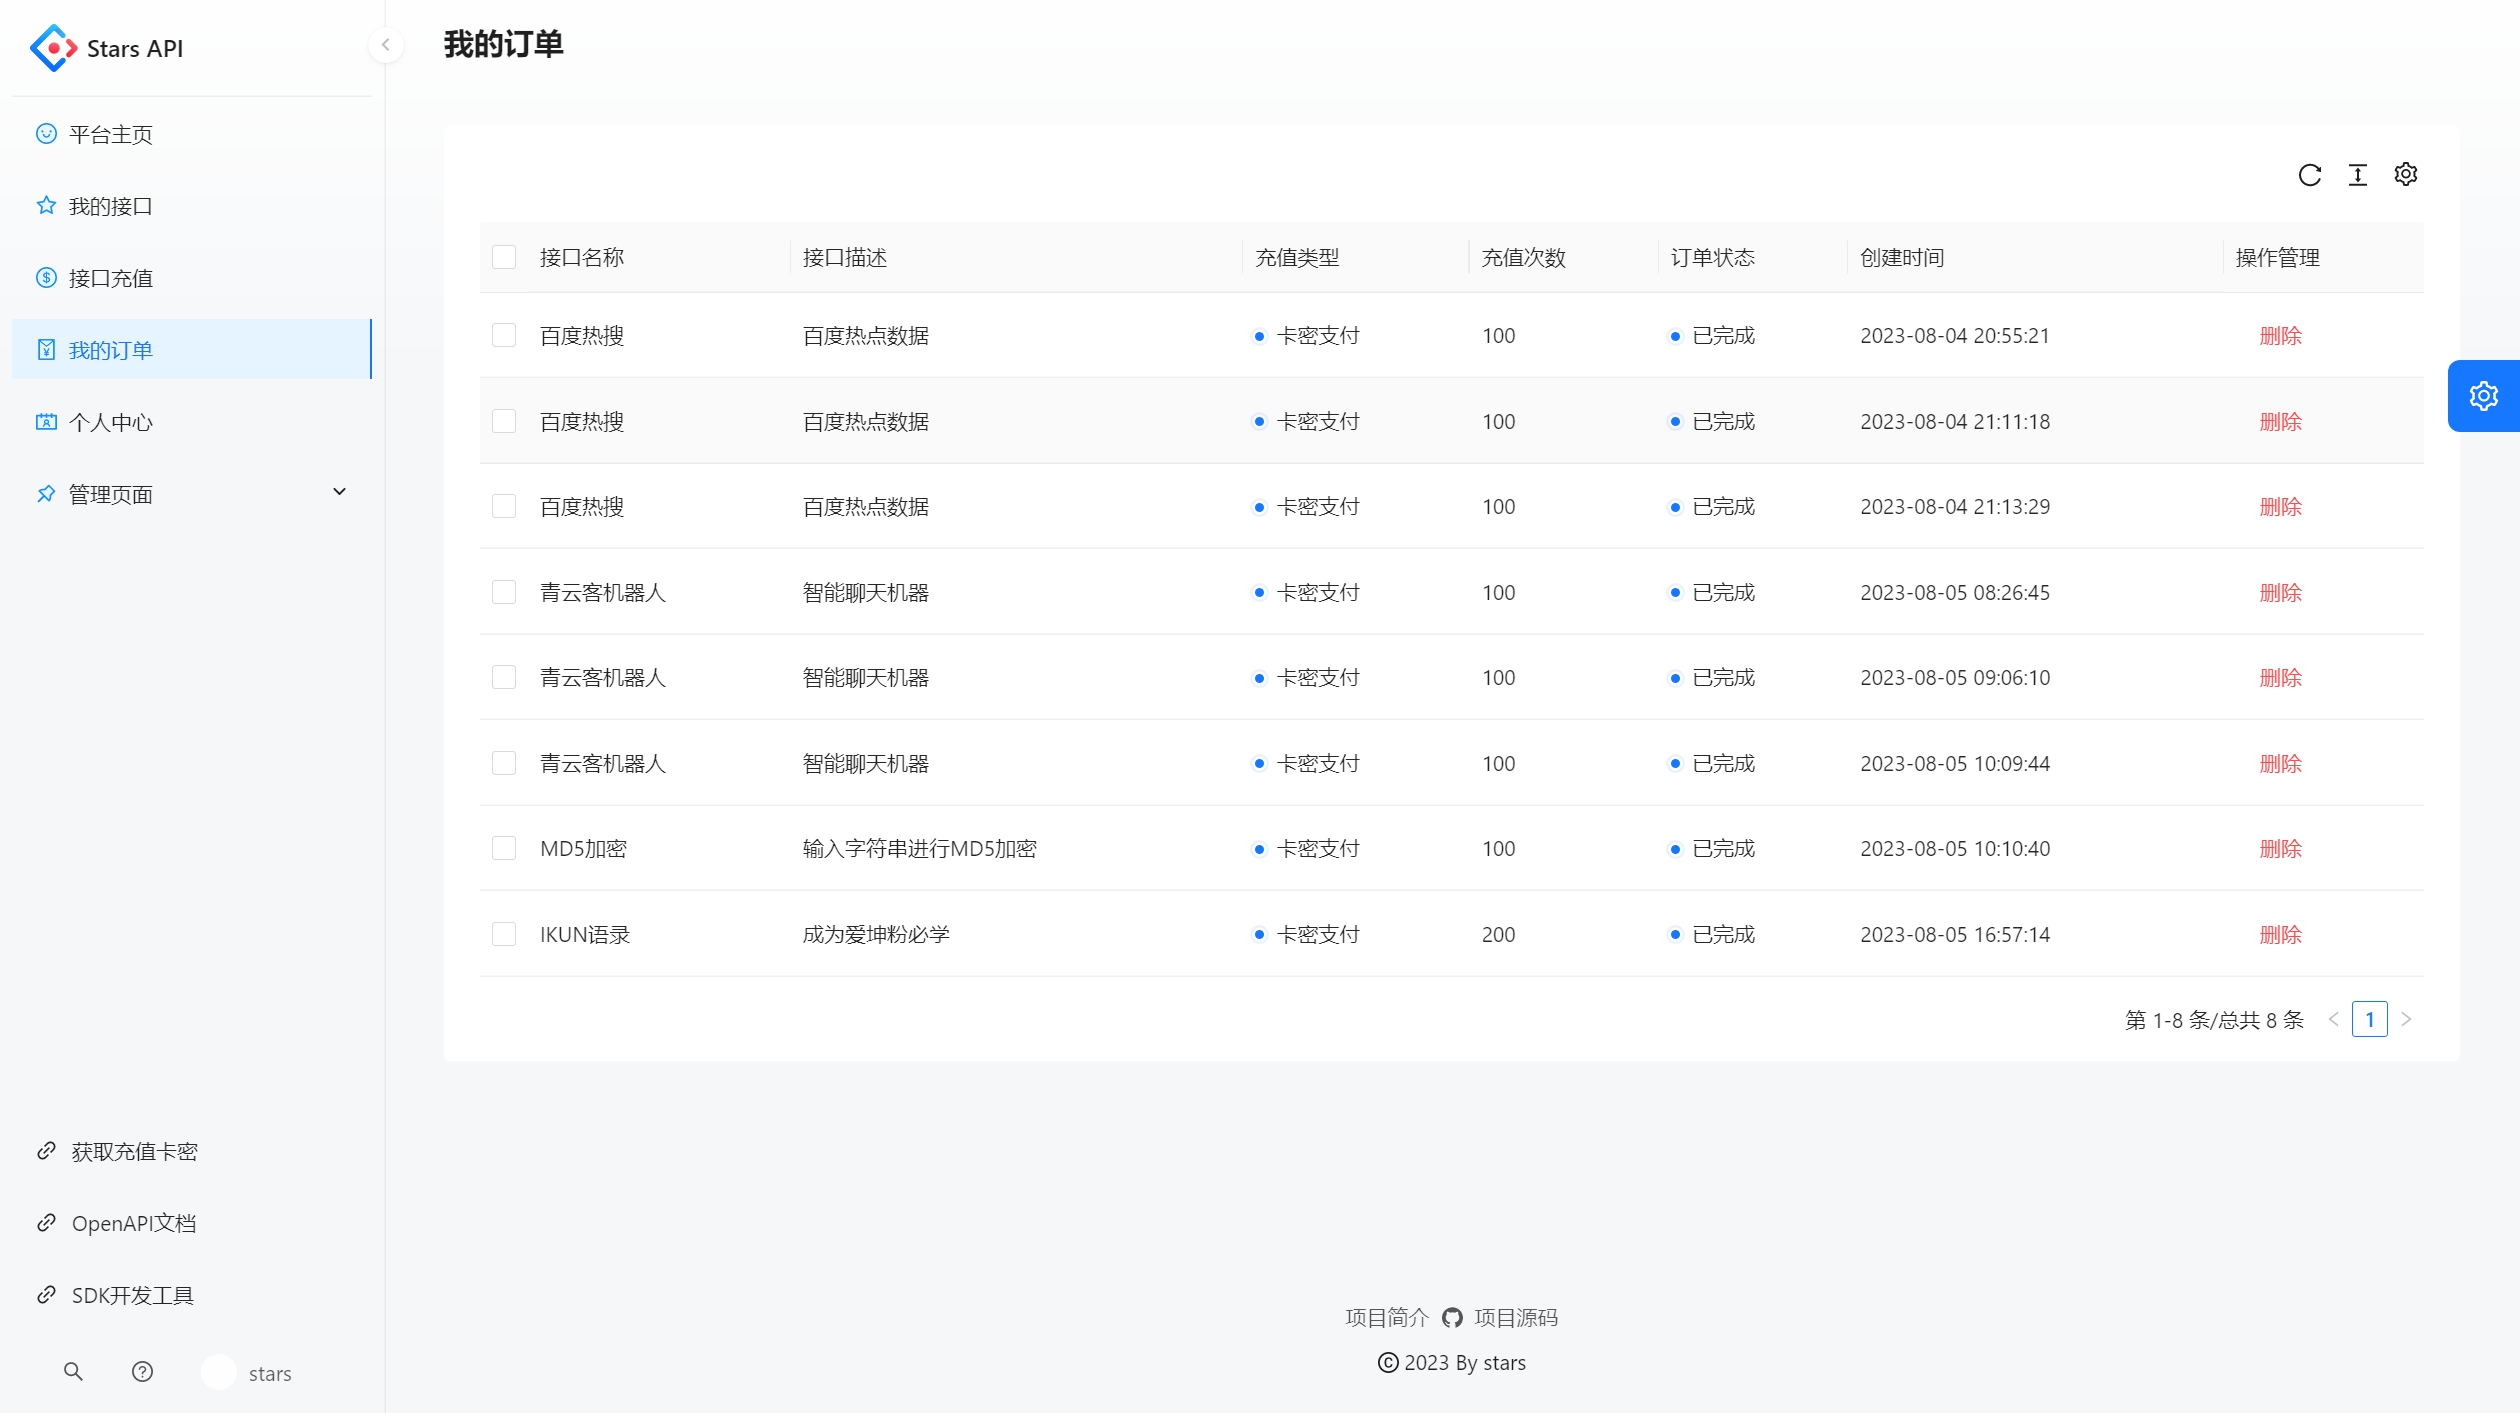 Stars API
平台主页
我的接口
接口充值
我的订单
个人中心
管理页面
获取充值卡密
OpenAPI文档
SDK开发工具
stars
我的订单
接口名称 接口描述 充值类型 充值次数 订单状态 创建时间 操作管理
百度热搜 百度热点数据 卡密支付 100 已完成 2023-08-04 20:55:21 删除
百度热搜 百度热点数据 卡密支付 100 已完成 2023-08-04 21:11:18 删除
百度热搜 百度热点数据 卡密支付 100 已完成 2023-08-04 21:13:29 删除
青云客机器人 智能聊天机器 卡密支付 100 已完成 2023-08-05 08:26:45 删除
青云客机器人 智能聊天机器 卡密支付 100 已完成 2023-08-05 09:06:10 删除
青云客机器人 智能聊天机器 卡密支付 100 已完成 2023-08-05 10:09:44 删除
MD5加密 输入字符串进行MD5加密 卡密支付 100 已完成 2023-08-05 10:10:40 删除
IKUN语录 成为爱坤粉必学 卡密支付 200 已完成 2023-08-05 16:57:14 删除
第 1-8 条/总共 8 条 1
项目简介 项目源码
© 2023 By stars